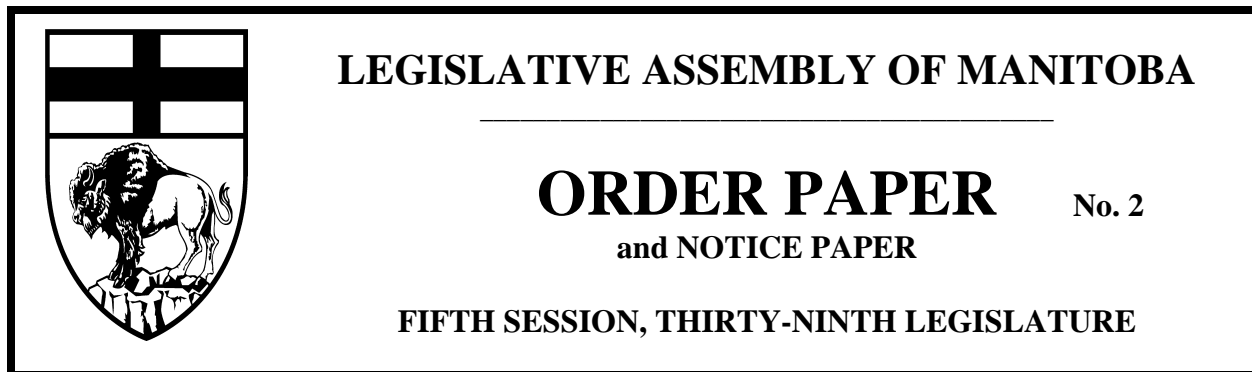 LEGISLATIVE ASSEMBLY OF MANITOBA
ORDER PAPER No. 2
and NOTICE PAPER
FIFTH SESSION, THIRTY-NINTH LEGISLATURE